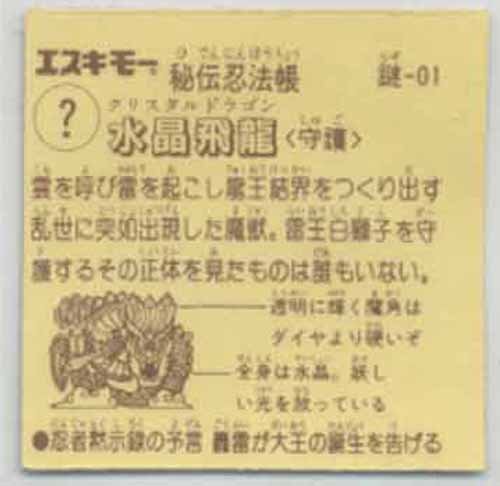 エスキモー 秘伝忍法帳 鍵-01
? クリスタルドラゴン
水晶飛龍〈守護〉
雲を呼び雷を起こし龍王結界をつくり出す
乱世に突如出現した魔獣。雷王白獅子を守
護するその正体を見たものは誰もいない。
透明に輝く魔角は
ダイヤより硬いぞ
全身は水晶。妖し
い光を放っている
●忍者黙示録の予言 轟雷が大王の誕生を告げる